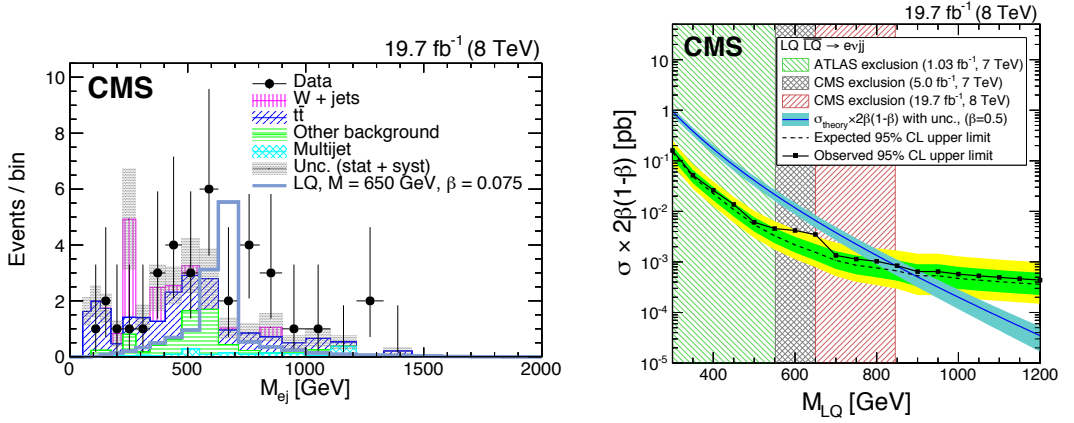 19.7 fb⁻¹ (8 TeV)
CMS
Data
W + jets
tt̄
Other background
Multijet
Unc. (stat + syst)
LQ, M = 650 GeV, β = 0.075
Events / bin
10
8
6
4
2
0
0 500 1000 1500 2000
M_ej [GeV]
19.7 fb⁻¹ (8 TeV)
CMS
LQ L̅Q̅ → eνjj
ATLAS exclusion (1.03 fb⁻¹, 7 TeV)
CMS exclusion (5.0 fb⁻¹, 7 TeV)
CMS exclusion (19.7 fb⁻¹, 8 TeV)
σ_theory×2β(1-β) with unc., (β=0.5)
Expected 95% CL upper limit
Observed 95% CL upper limit
σ × 2β(1-β) [pb]
10
1
10⁻¹
10⁻²
10⁻³
10⁻⁴
10⁻⁵
400 600 800 1000 1200
M_LQ [GeV]